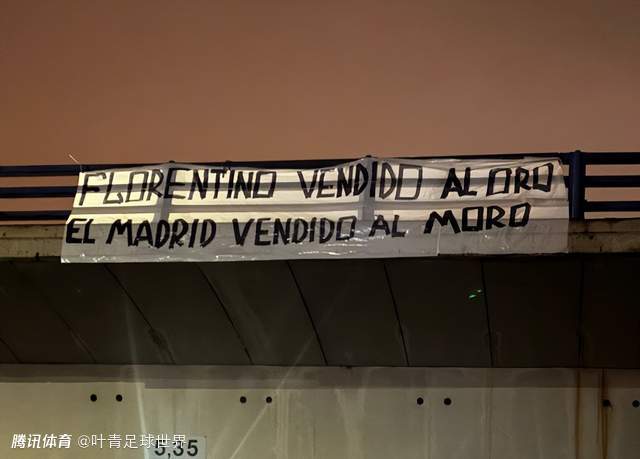 FLORENTINO VENDIDO AL ORO
EL MADRID VENDIDO AL MORO
5,35
腾讯体育 @叶青足球世界